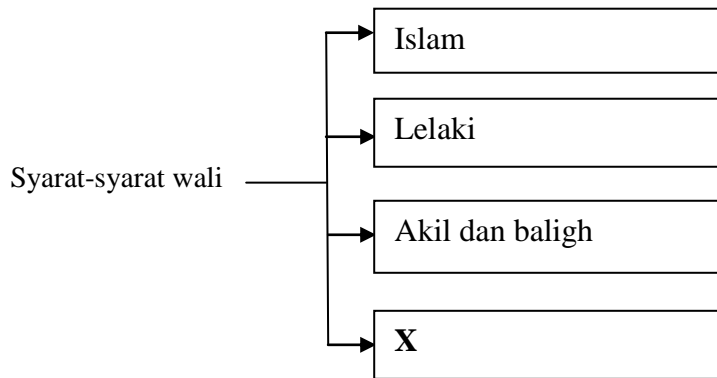 Islam
Lelaki
Syarat-syarat wali
Akil dan baligh
X